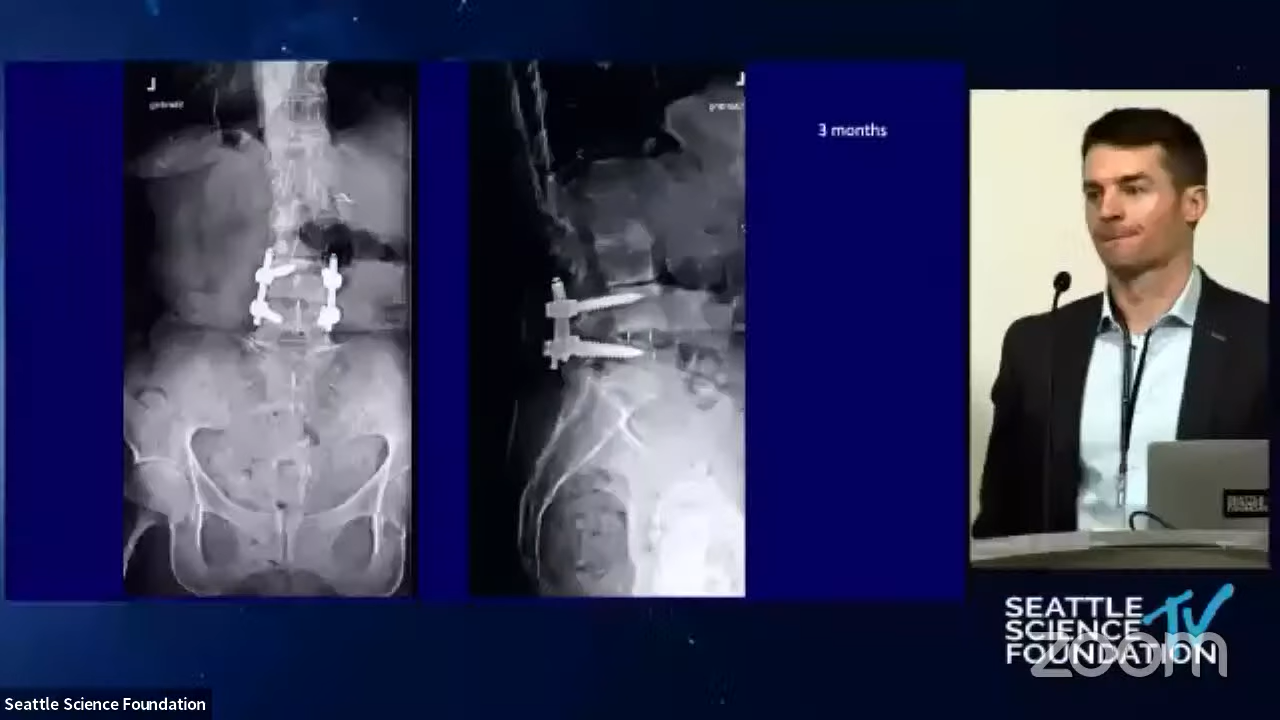 3 months
SEATTLE
SCIENCE
FOUNDATION
TV
zoom
Seattle Science Foundation